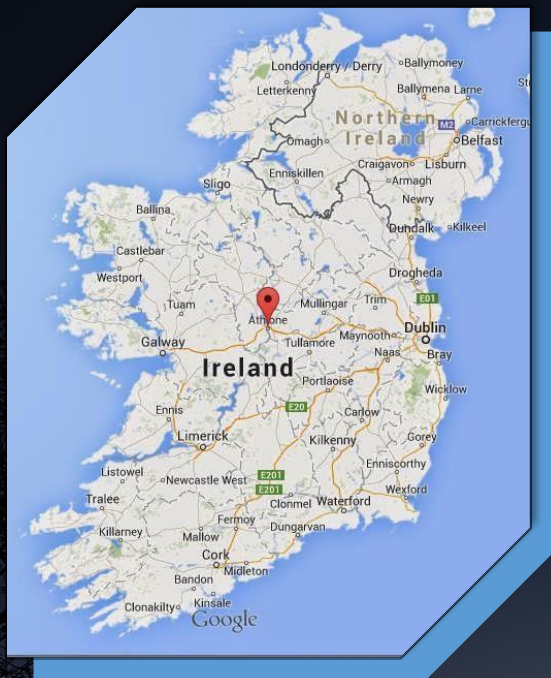 Londonderry / Derry
Ballymoney
Letterkenny
Ballymena
Larne
Northern
Ireland
M2
Carrickfergu
Omagh
Belfast
Craigavon
Lisburn
Enniskillen
Armagh
Sligo
Newry
Ballina
Dundalk
Kilkeel
Castlebar
Westport
Drogheda
Tuam
Mullingar
Trim
E01
Athlone
Dublin
Galway
Tullamore
Maynooth
Naas
Bray
Ireland
Portlaoise
Wicklow
E20
Ennis
Carlow
Limerick
Kilkenny
Gorey
Enniscorthy
Listowel
Newcastle West
E201
E201
Tralee
Clonmel
Waterford
Wexford
Fermoy
Killarney
Mallow
Dungarvan
Cork
Midleton
Bandon
Clonakilty
Kinsale
Google